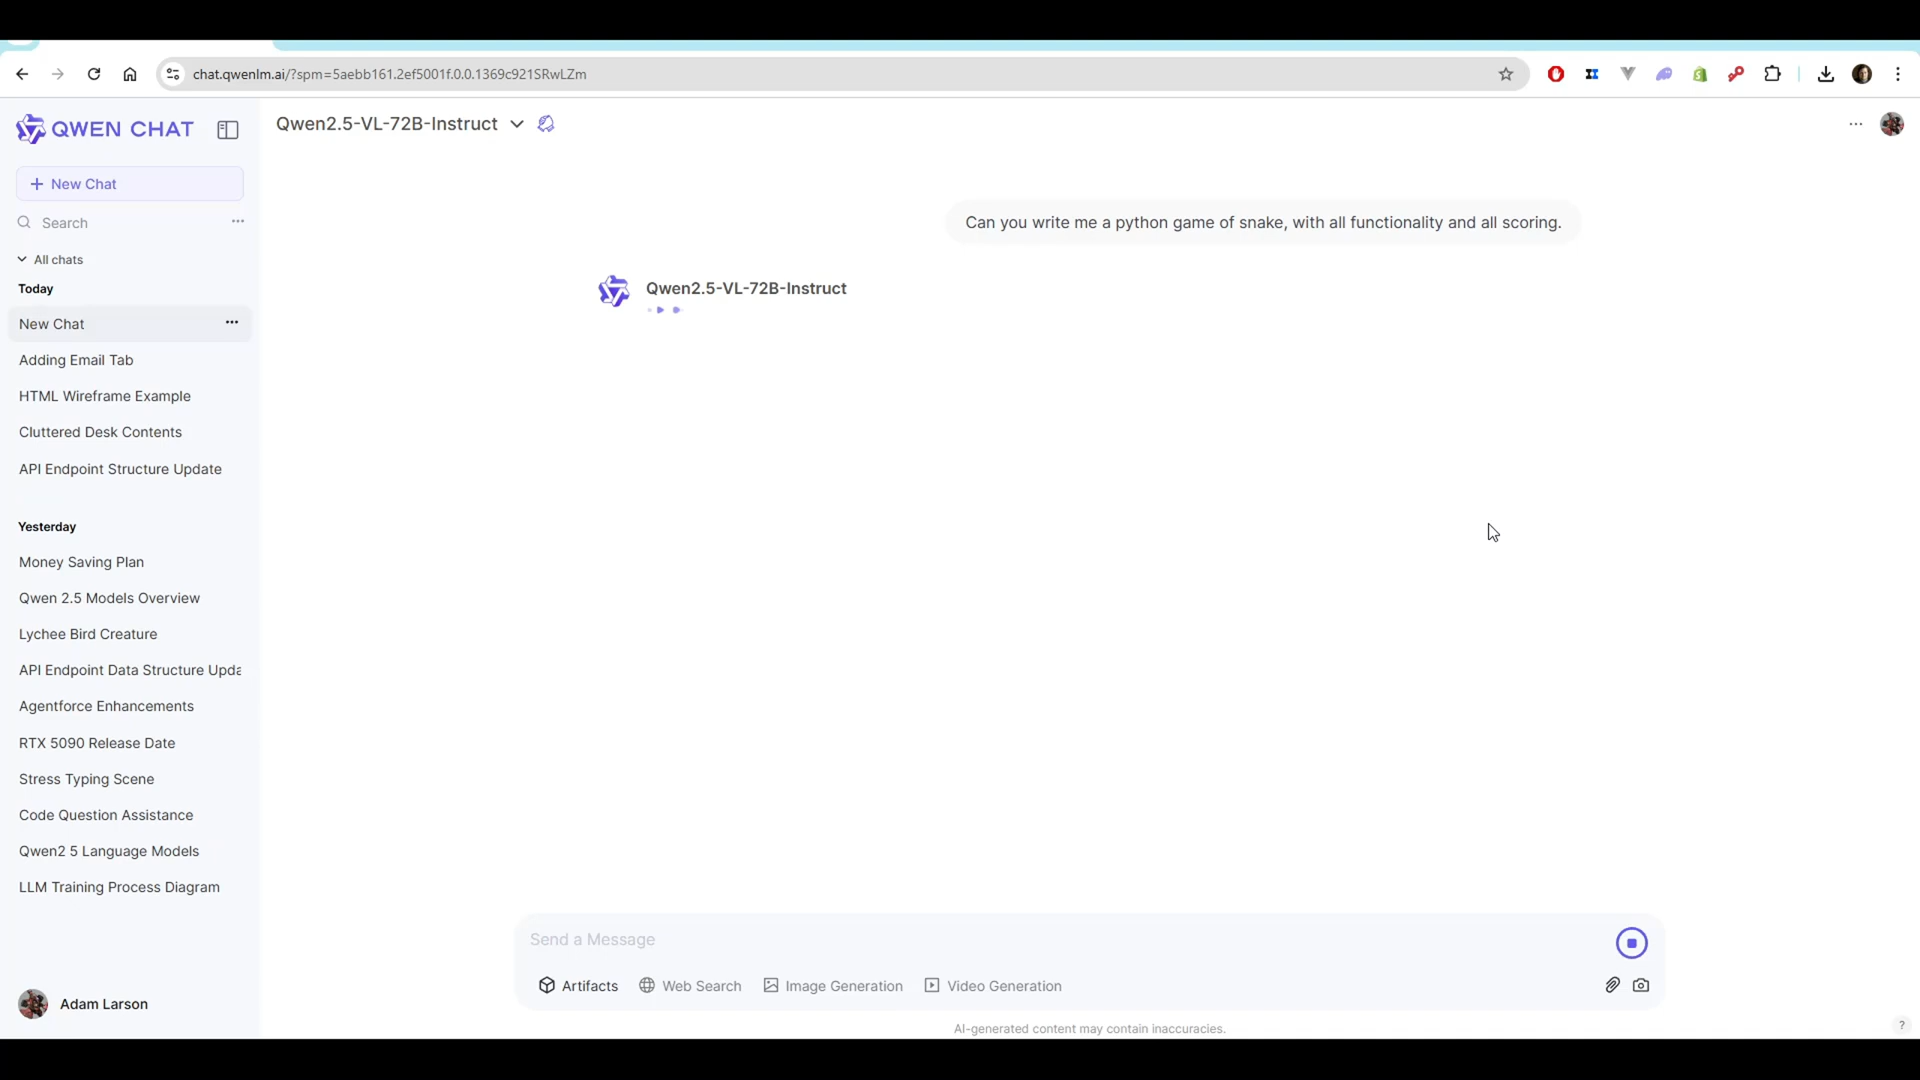 chat.qwenlm.ai/?spm=5aebb161.2ef5001f.0.0.1369c921SRwLZm
QWEN CHAT
Qwen2.5-VL-72B-Instruct
New Chat
Search
All chats
Today
New Chat
Adding Email Tab
HTML Wireframe Example
Cluttered Desk Contents
API Endpoint Structure Update
Yesterday
Money Saving Plan
Qwen 2.5 Models Overview
Lychee Bird Creature
API Endpoint Data Structure Upda
Agentforce Enhancements
RTX 5090 Release Date
Stress Typing Scene
Code Question Assistance
Qwen2 5 Language Models
LLM Training Process Diagram
Adam Larson
Can you write me a python game of snake, with all functionality and all scoring.
Qwen2.5-VL-72B-Instruct
Send a Message
Artifacts Web Search Image Generation Video Generation
AI-generated content may contain inaccuracies.
?